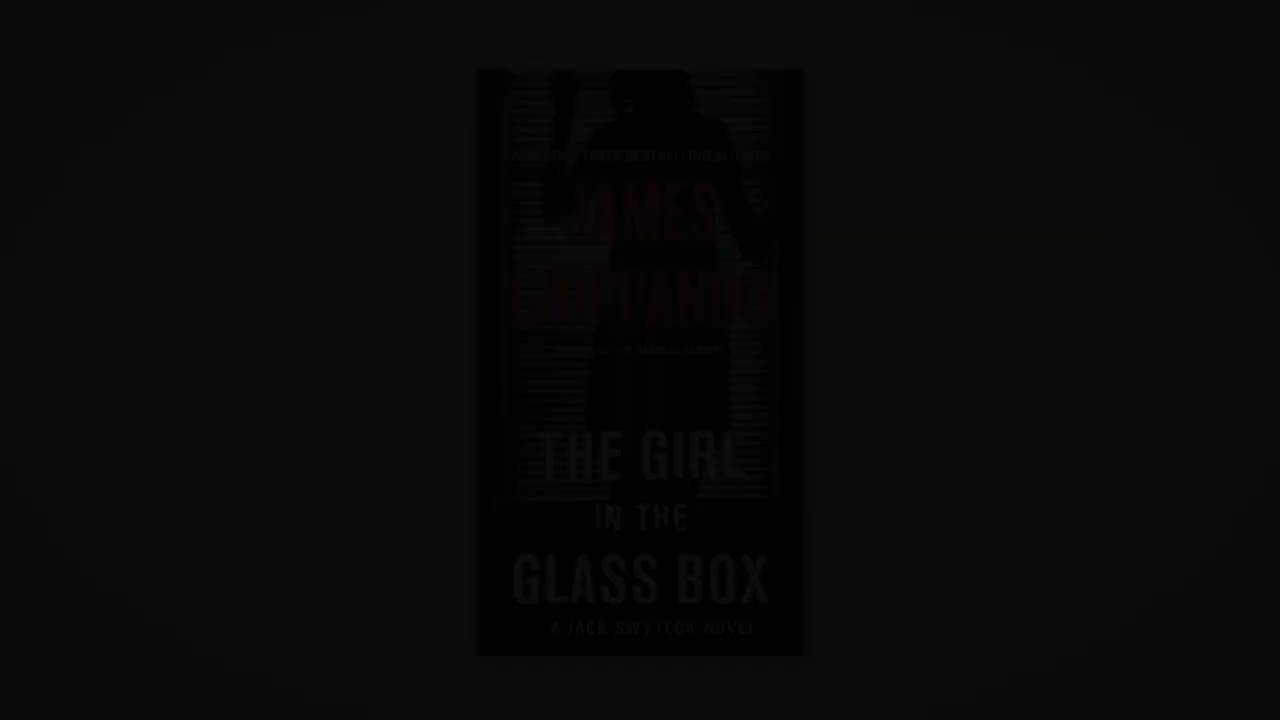 JAMES
GRIPPANDO
THE GIRL
IN THE
GLASS BOX
A JACK SWYTECK NOVEL